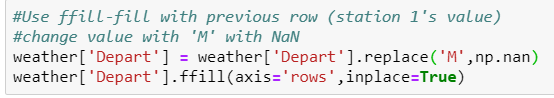 #Use ffill-fill with previous row (station 1's value)
#change value with 'M' with NaN
weather['Depart'] = weather['Depart'].replace('M',np.nan)
weather['Depart'].ffill(axis='rows',inplace=True)